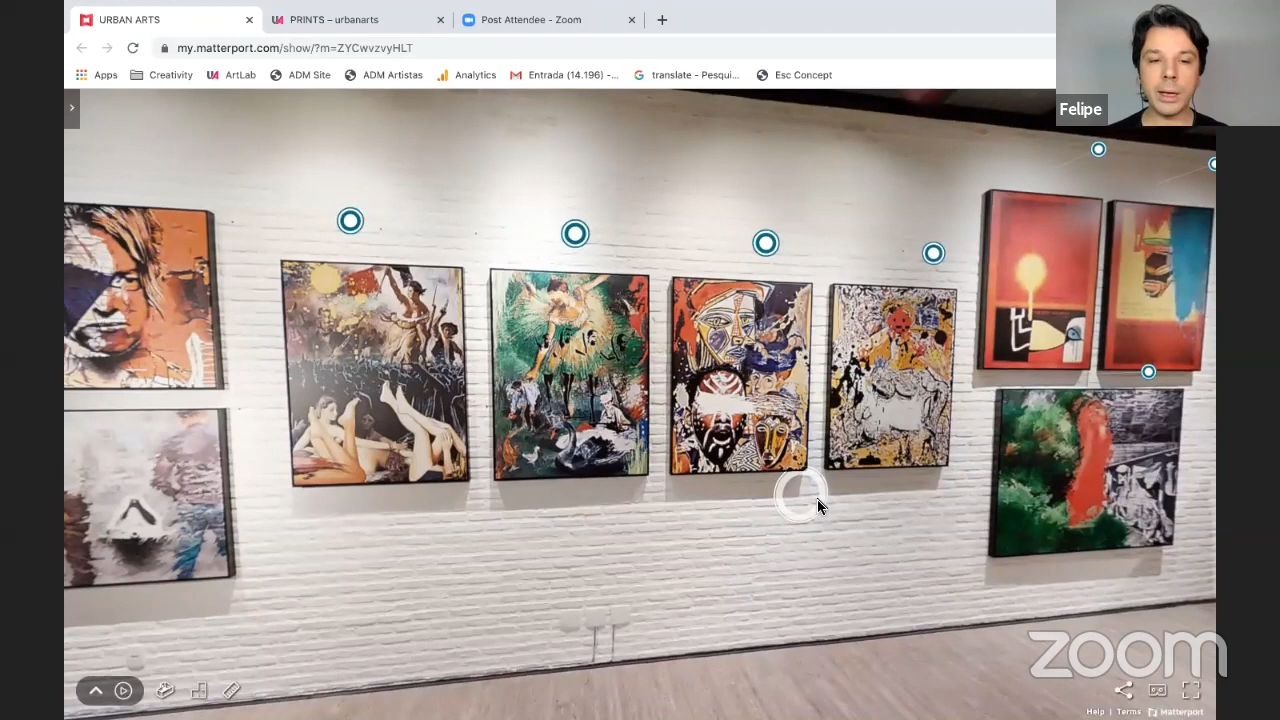 URBAN ARTS
PRINTS – urbanarts
Post Attendee - Zoom
my.matterport.com/show/?m=ZYCwvzvyHLT
Apps
Creativity
UA ArtLab
ADM Site
ADM Artistas
Analytics
Entrada (14.196) -...
translate - Pesqui...
Esc Concept
Felipe
zoom
Help | Terms
Matterport